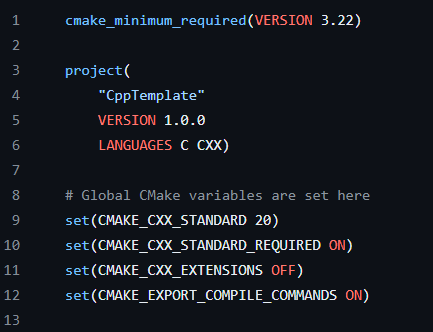 1 cmake_minimum_required(VERSION 3.22)
2
3 project(
4     "CppTemplate"
5     VERSION 1.0.0
6     LANGUAGES C CXX)
7
8 # Global CMake variables are set here
9 set(CMAKE_CXX_STANDARD 20)
10 set(CMAKE_CXX_STANDARD_REQUIRED ON)
11 set(CMAKE_CXX_EXTENSIONS OFF)
12 set(CMAKE_EXPORT_COMPILE_COMMANDS ON)
13